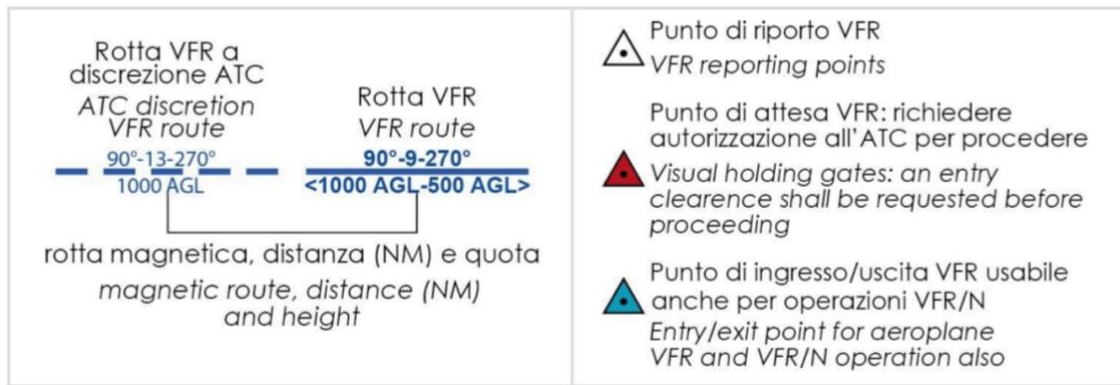 Rotta VFR a
discrezione ATC
ATC discretion
VFR route
90°-13-270°
1000 AGL
Rotta VFR
VFR route
90°-9-270°
<1000 AGL-500 AGL>
rotta magnetica, distanza (NM) e quota
magnetic route, distance (NM)
and height
Punto di riporto VFR
VFR reporting points
Punto di attesa VFR: richiedere
autorizzazione all'ATC per procedere
Visual holding gates: an entry
clearance shall be requested before
proceeding
Punto di ingresso/uscita VFR usabile
anche per operazioni VFR/N
Entry/exit point for aeroplane
VFR and VFR/N operation also